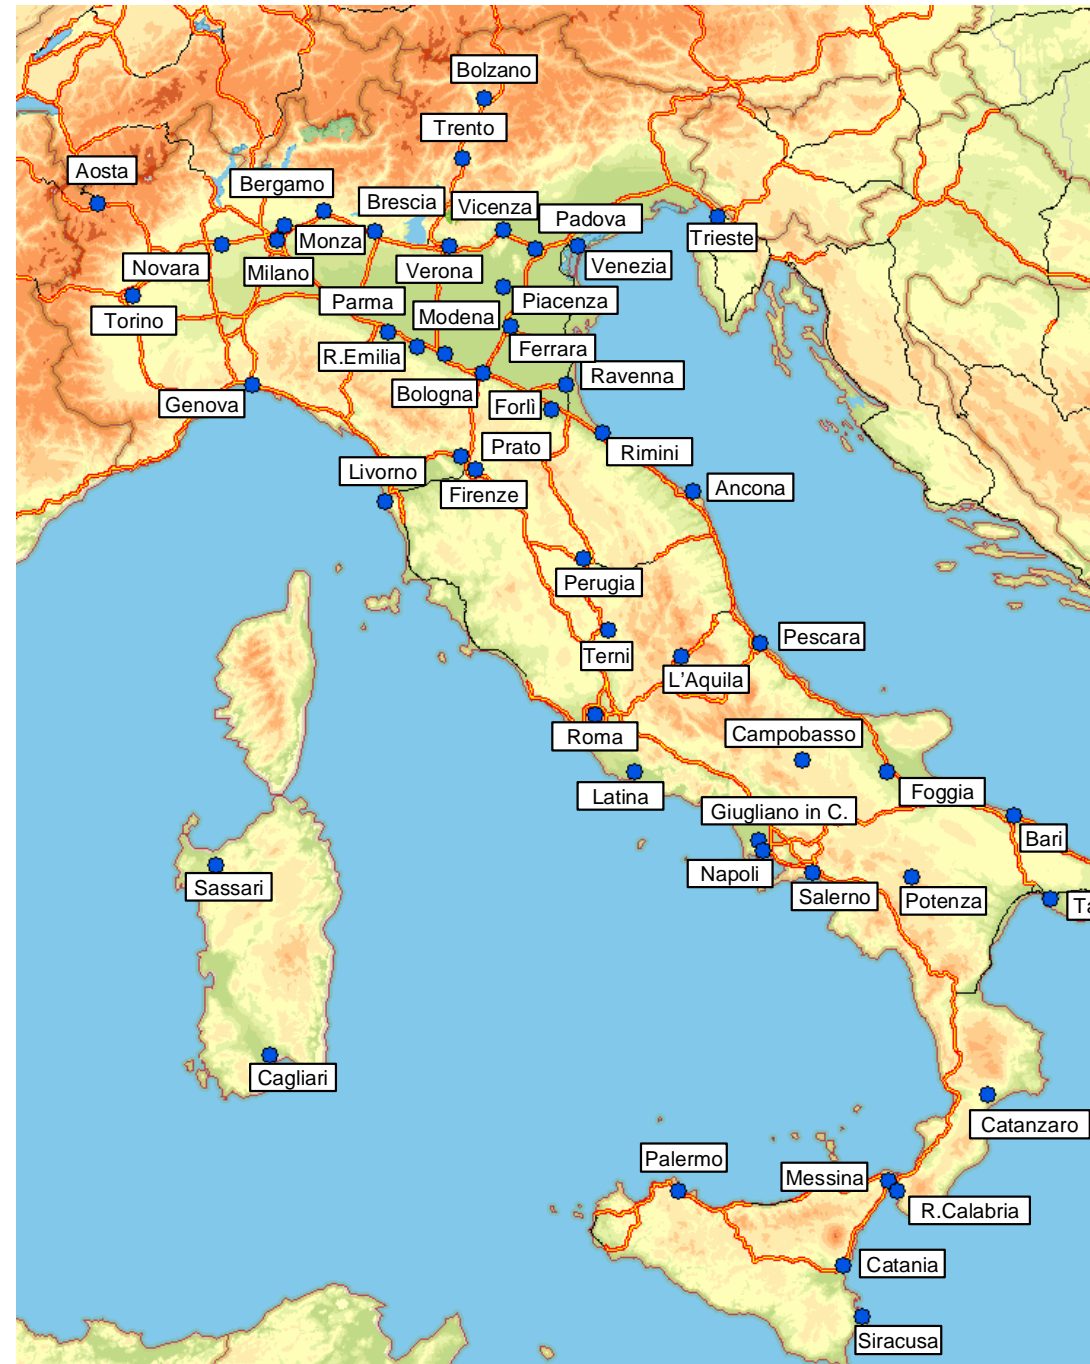 Bolzano
Trento
Aosta
Bergamo
Brescia
Vicenza
Padova
Monza
Trieste
Novara
Milano
Verona
Venezia
Parma
Piacenza
Torino
Modena
R.Emilia
Ferrara
Ravenna
Bologna
Genova
Forlì
Prato
Rimini
Livorno
Firenze
Ancona
Perugia
Pescara
Terni
L'Aquila
Roma
Campobasso
Latina
Foggia
Giugliano in C.
Bari
Napoli
Sassari
Salerno
Potenza
Ta
Cagliari
Catanzaro
Palermo
Messina
R.Calabria
Catania
Siracusa